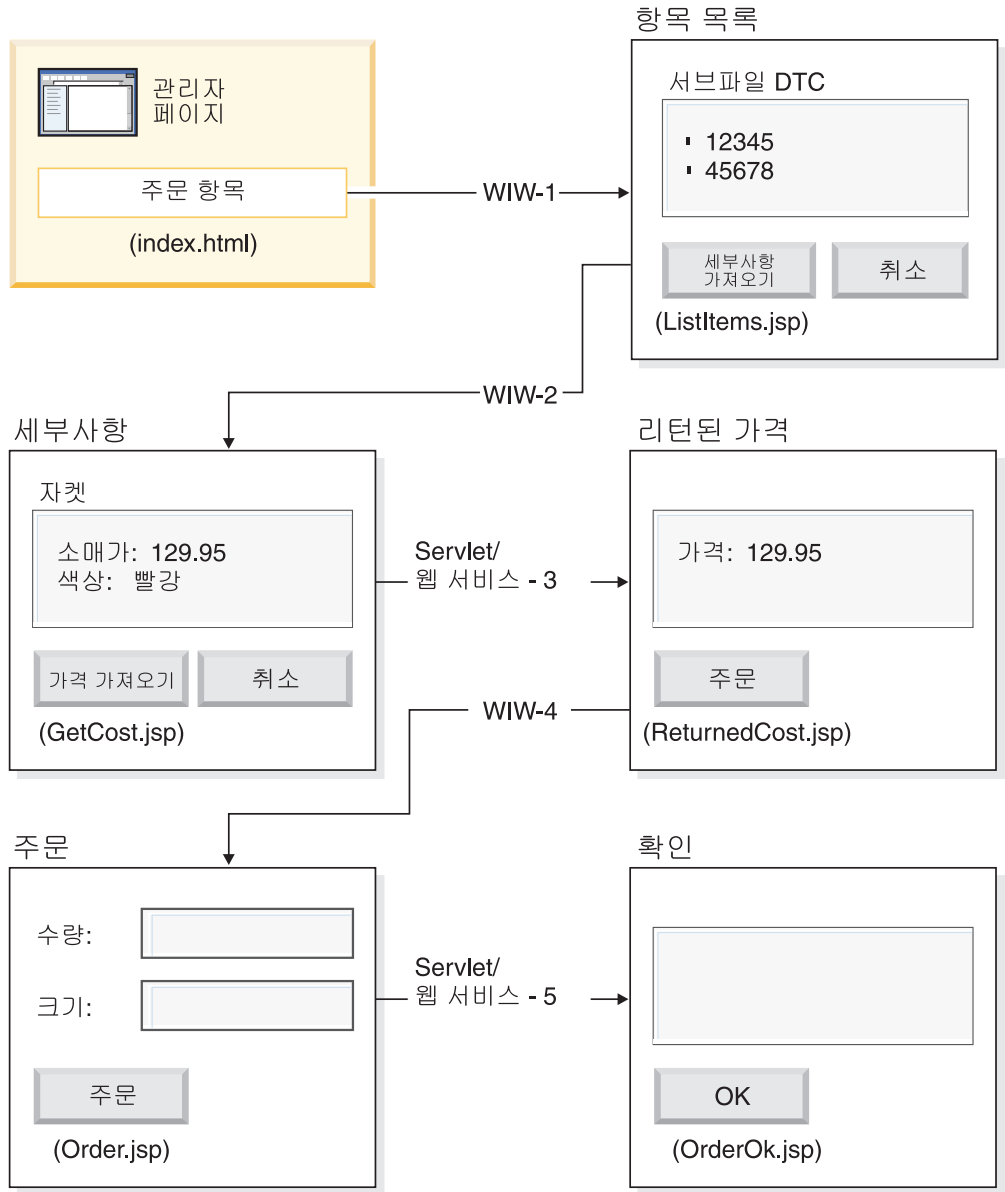 항목 목록
관리자
페이지
주문 항목
(index.html)
WIW-1
서브파일 DTC
12345
45678
세부사항
가져오기
취소
(ListItems.jsp)
WIW-2
세부사항
자켓
소매가: 129.95
색상: 빨강
가격 가져오기
취소
(GetCost.jsp)
Servlet/
웹 서비스 - 3
리턴된 가격
가격: 129.95
주문
(ReturnedCost.jsp)
WIW-4
주문
수량:
크기:
주문
(Order.jsp)
Servlet/
웹 서비스 - 5
확인
OK
(OrderOk.jsp)